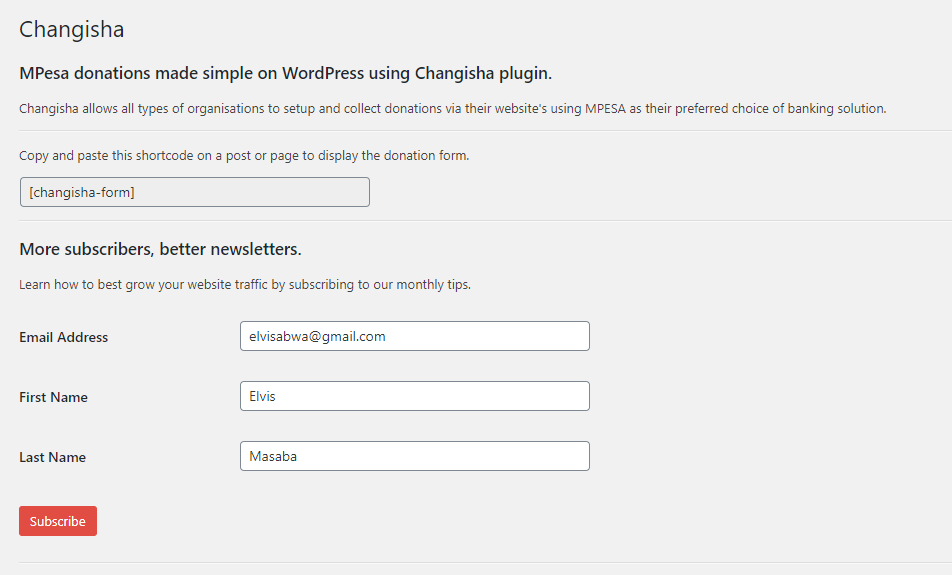 Changisha
MPesa donations made simple on WordPress using Changisha plugin.
Changisha allows all types of organisations to setup and collect donations via their website's using MPESA as their preferred choice of banking solution.
Copy and paste this shortcode on a post or page to display the donation form.
[changisha-form]
More subscribers, better newsletters.
Learn how to best grow your website traffic by subscribing to our monthly tips.
Email Address elvisabwa@gmail.com
First Name Elvis
Last Name Masaba
Subscribe